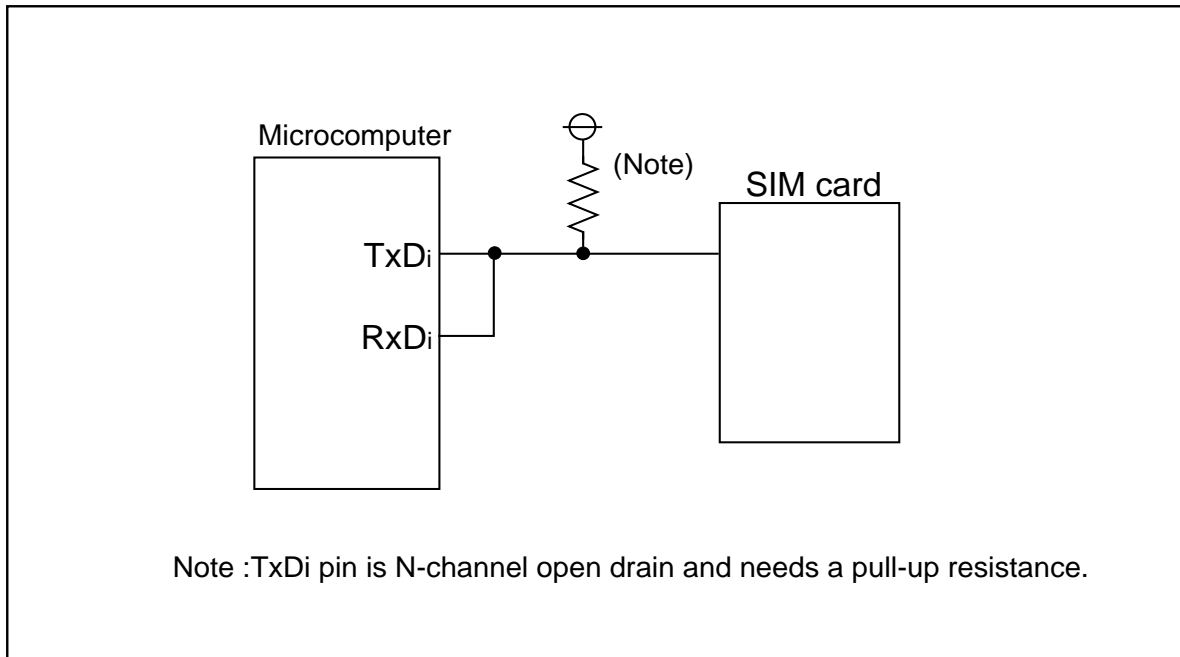 Microcomputer
(Note)
SIM card
TxDi
RxDi
Note :TxDi pin is N-channel open drain and needs a pull-up resistance.